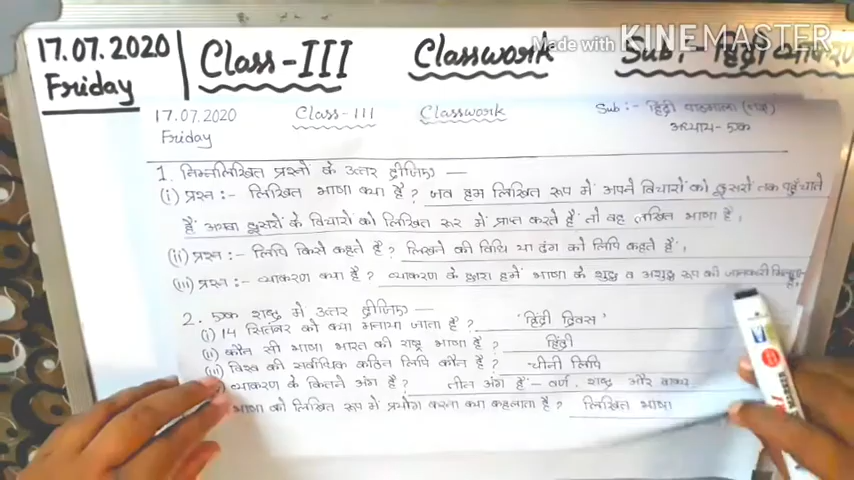 17.07.2020 Class-III Classwork Sub:- हिंदी
Friday
Made with KINEMASTER
17.07.2020 Class-III Classwork Sub:- हिंदी पाठमाला
Friday अध्याय- एक
1. निम्नलिखित प्रश्नों के उत्तर दीजिए —
(i) प्रश्न :- लिखित भाषा क्या है? जब हम लिखित रूप में अपने विचारों को दूसरों तक पहुँचाते
हैं अथवा दूसरों के विचारों को लिखित रूप में प्राप्त करते हैं तो वह लिखित भाषा है।
(ii) प्रश्न :- लिपि किसे कहते हैं? लिखने की विधि या ढंग को लिपि कहते हैं।
(iii) प्रश्न :- व्याकरण क्या है? व्याकरण के द्वारा हमें भाषा के शुद्ध व अशुद्ध रूप की जानकारी
है।
2. एक शब्द में उत्तर दीजिए —
(i) 14 सितंबर को क्या मनाया जाता है? 'हिंदी दिवस'
(ii) कौन सी भाषा भारत की राष्ट्र भाषा है? हिंदी
(iii) विश्व की सर्वाधिक कठिन लिपि कौन है? चीनी लिपि
व्याकरण के कितने अंग हैं? तीन अंग हैं – वर्ण, शब्द और वाक्य
भाषा को लिखित रूप में प्रयोग करना क्या कहलाता है? लिखित भाषा